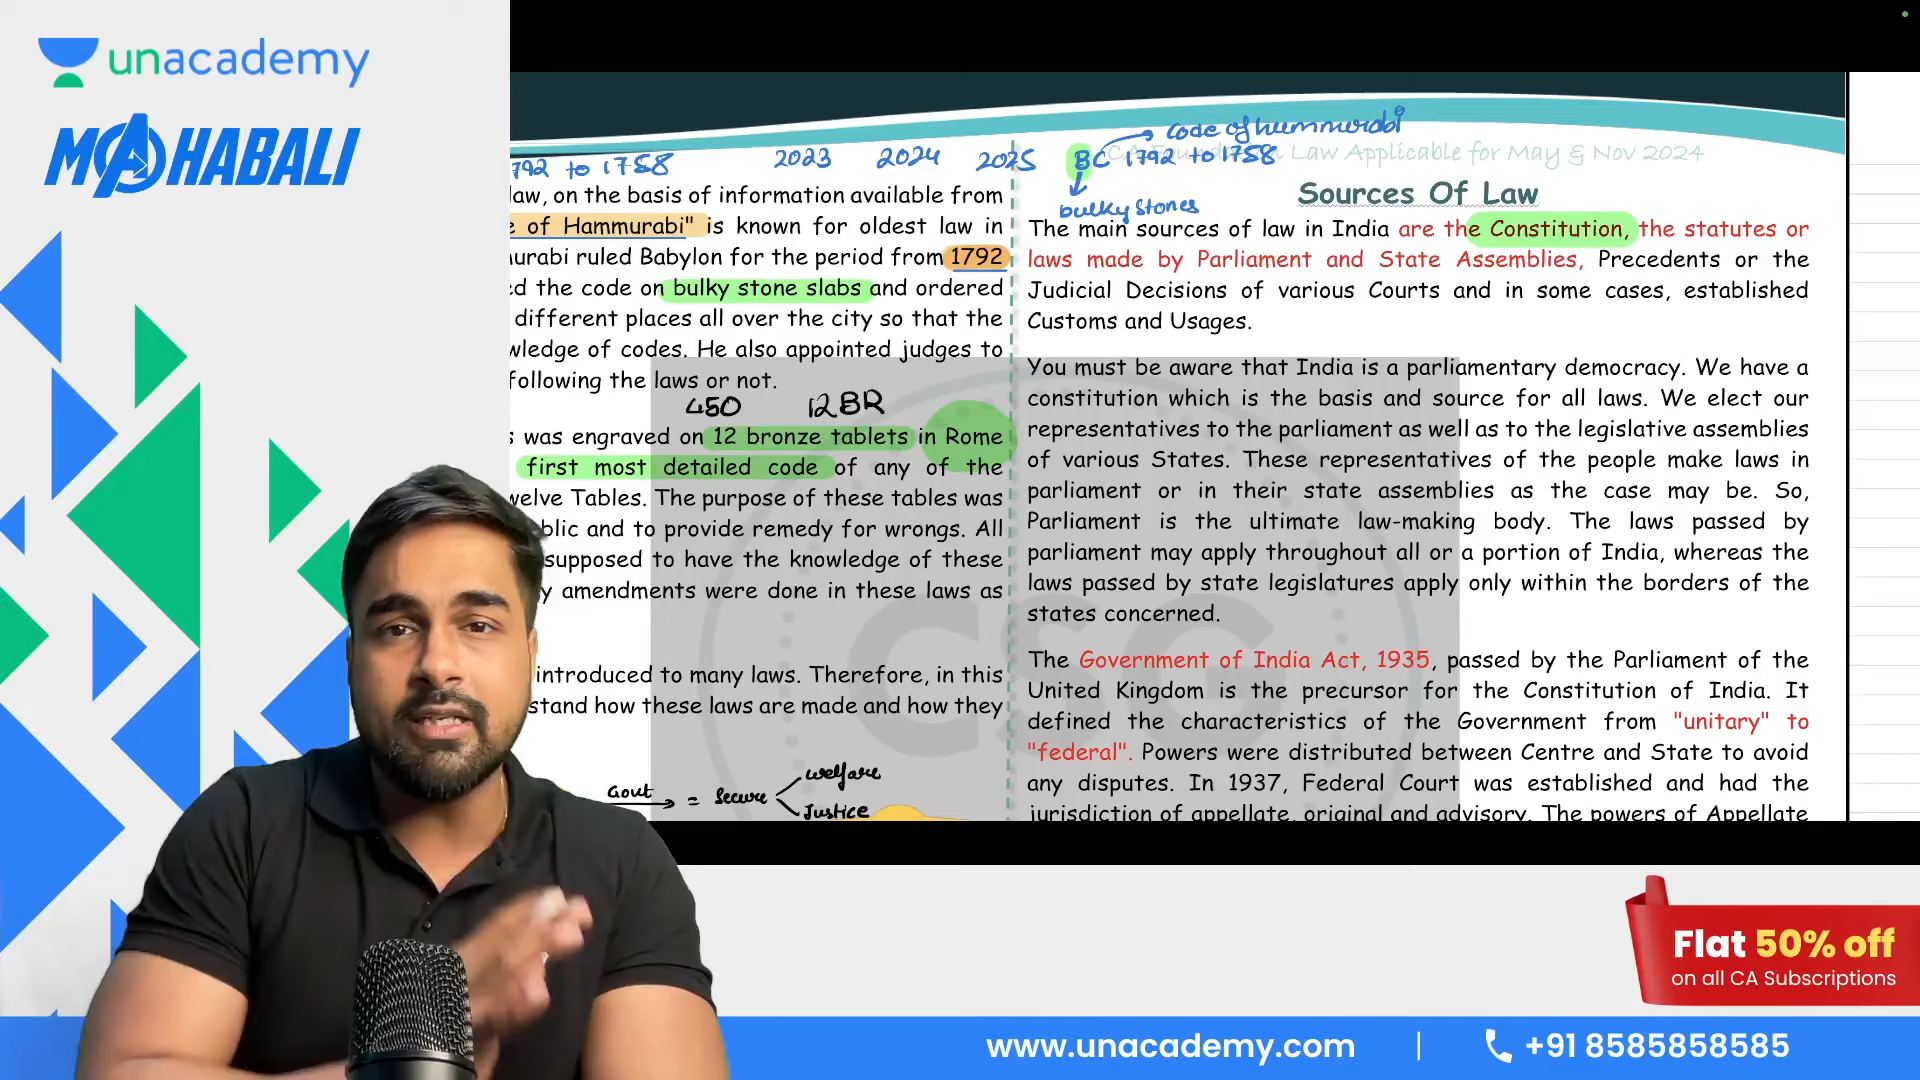 unacademy
MAHABALI
792 to 1758
2023 2024 2025
law, on the basis of information available from
e of Hammurabi" is known for oldest law in
urabi ruled Babylon for the period from 1792
ed the code on bulky stone slabs and ordered
different places all over the city so that the
wledge of codes. He also appointed judges to
following the laws or not.
450 12BR
s was engraved on 12 bronze tablets in Rome
first most detailed code of any of the
welve Tables. The purpose of these tables was
blic and to provide remedy for wrongs. All
supposed to have the knowledge of these
y amendments were done in these laws as
introduced to many laws. Therefore, in this
stand how these laws are made and how they
Govt = Secure
welfare
Justice
Code of hummurabi
BC 1792 to 1758
bulky stones
Law Applicable for May & Nov 2024
Sources Of Law
The main sources of law in India are the Constitution, the statutes or
laws made by Parliament and State Assemblies, Precedents or the
Judicial Decisions of various Courts and in some cases, established
Customs and Usages.
You must be aware that India is a parliamentary democracy. We have a
constitution which is the basis and source for all laws. We elect our
representatives to the parliament as well as to the legislative assemblies
of various States. These representatives of the people make laws in
parliament or in their state assemblies as the case may be. So,
Parliament is the ultimate law-making body. The laws passed by
parliament may apply throughout all or a portion of India, whereas the
laws passed by state legislatures apply only within the borders of the
states concerned.
The Government of India Act, 1935, passed by the Parliament of the
United Kingdom is the precursor for the Constitution of India. It
defined the characteristics of the Government from "unitary" to
"federal". Powers were distributed between Centre and State to avoid
any disputes. In 1937, Federal Court was established and had the
jurisdiction of appellate, original and advisory. The powers of Appellate
CSG
Flat 50% off
on all CA Subscriptions
www.unacademy.com | +91 8585858585